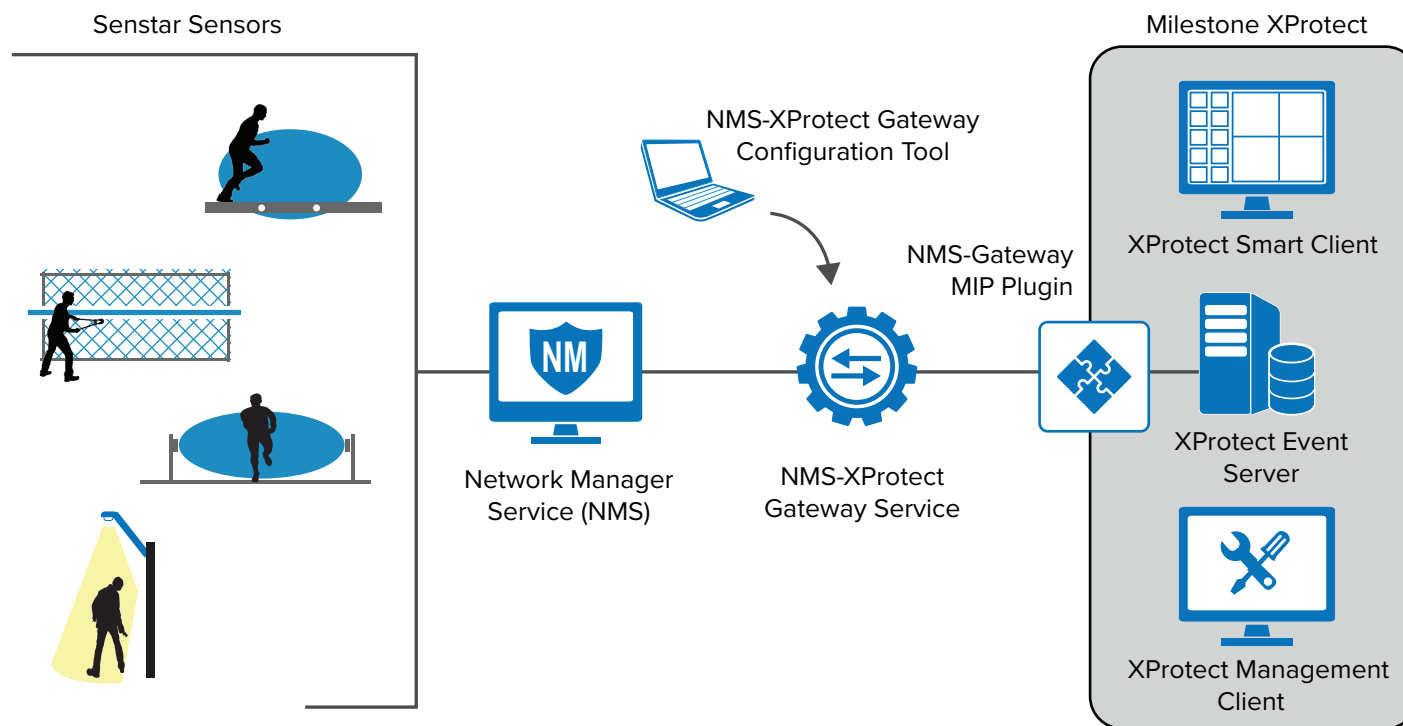 Senstar Sensors
Milestone XProtect
NMS-XProtect Gateway
Configuration Tool
XProtect Smart Client
NMS-Gateway
MIP Plugin
NM
Network Manager
Service (NMS)
NMS-XProtect
Gateway Service
XProtect Event
Server
XProtect Management
Client